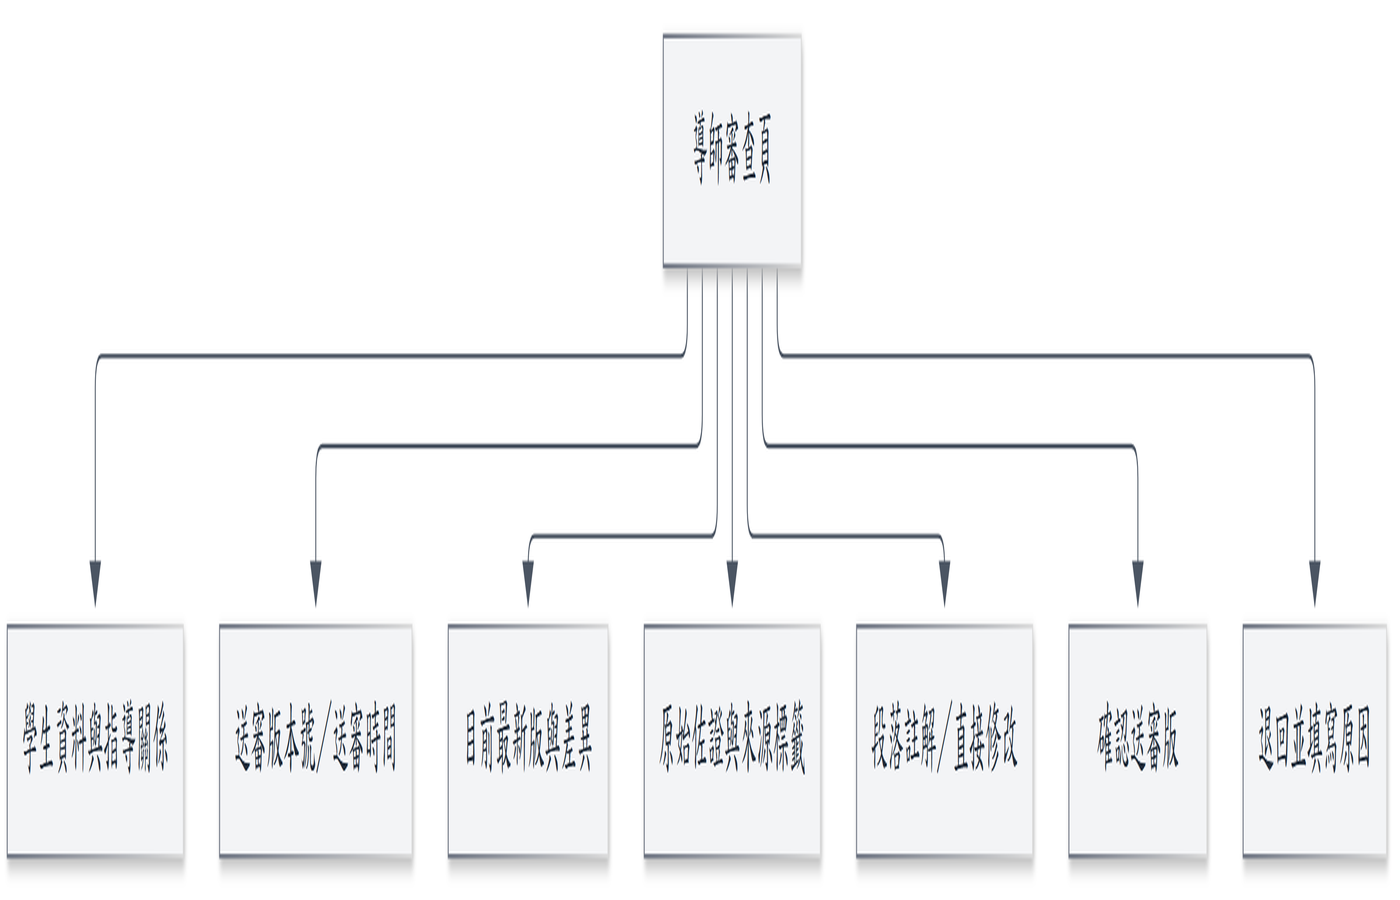 導師審查頁
學生資料與指導關係
送審版本號/送審時間
目前最新版與差異
原始佐證與來源標籤
段落註解/直接修改
確認送審版
退回並填寫原因